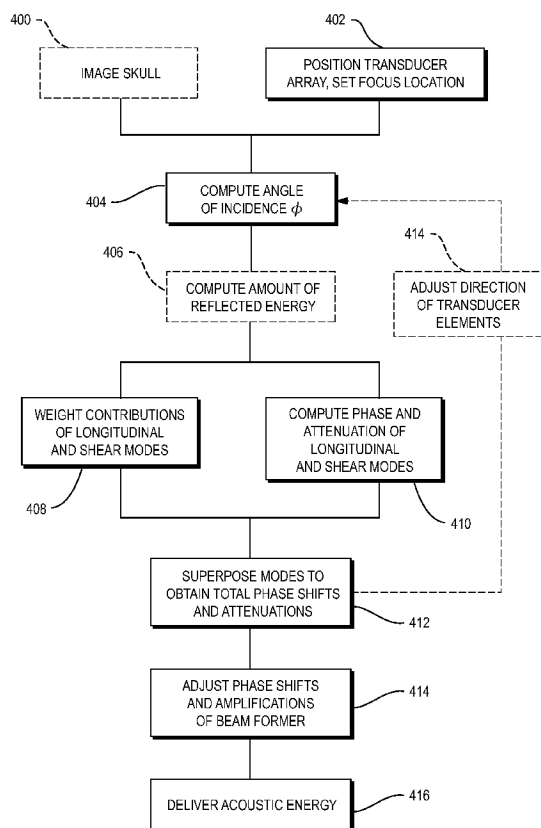 400
IMAGE SKULL
402
POSITION TRANSDUCER
ARRAY, SET FOCUS LOCATION
404
COMPUTE ANGLE
OF INCIDENCE ϕ
406
COMPUTE AMOUNT OF
REFLECTED ENERGY
414
ADJUST DIRECTION
OF TRANSDUCER
ELEMENTS
WEIGHT CONTRIBUTIONS
OF LONGITUDINAL
AND SHEAR MODES
408
COMPUTE PHASE AND
ATTENUATION OF
LONGITUDINAL
AND SHEAR MODES
410
SUPERPOSE MODES TO
OBTAIN TOTAL PHASE SHIFTS
AND ATTENUATIONS
412
ADJUST PHASE SHIFTS
AND AMPLIFICATIONS
OF BEAM FORMER
414
DELIVER ACOUSTIC ENERGY
416